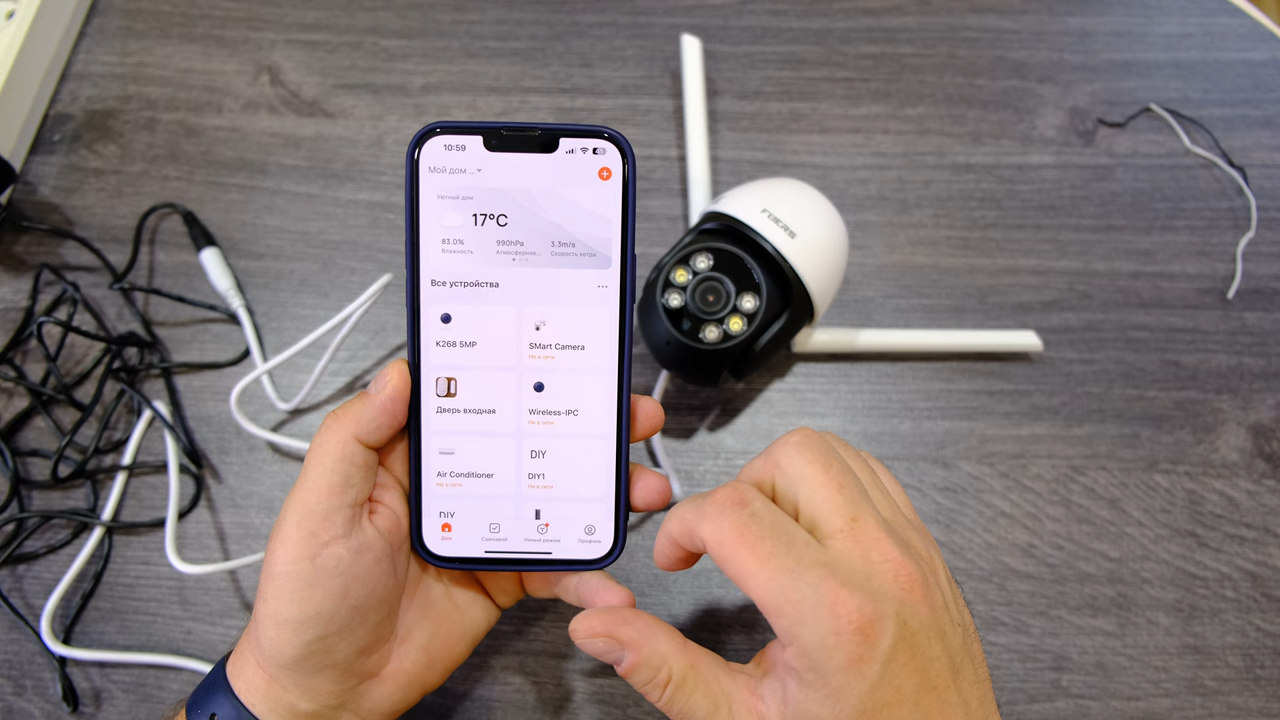 10:59
Мой дом ..
Уютный дом
17°C
83.0% 990hPa 3.3m/s
Влажность Атмосферное... Скорость ветра
Все устройства
K268 5MP
SMart Camera
Не в сети
Дверь входная
Wireless-IPC
Не в сети
Air Conditioner
Не в сети
DIY
DIY1
Не в сети
DIY
Дом Сценарий Умный режим Профиль
FUERS